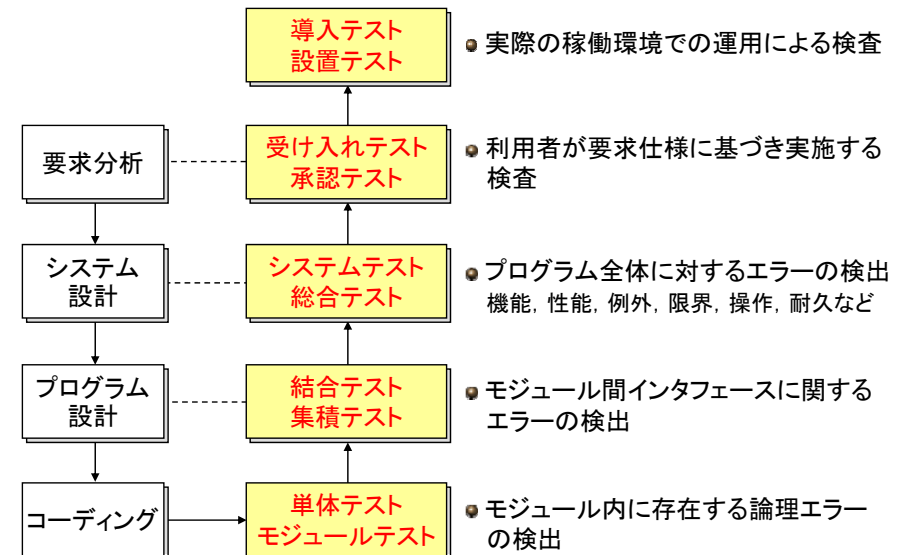 導入テスト
設置テスト
実際の稼働環境での運用による検査
要求分析
受け入れテスト
承認テスト
利用者が要求仕様に基づき実施する
検査
システム
設計
システムテスト
総合テスト
プログラム全体に対するエラーの検出
機能，性能，例外，限界，操作，耐久など
プログラム
設計
結合テスト
集積テスト
モジュール間インタフェースに関する
エラーの検出
コーディング
単体テスト
モジュールテスト
モジュール内に存在する論理エラー
の検出